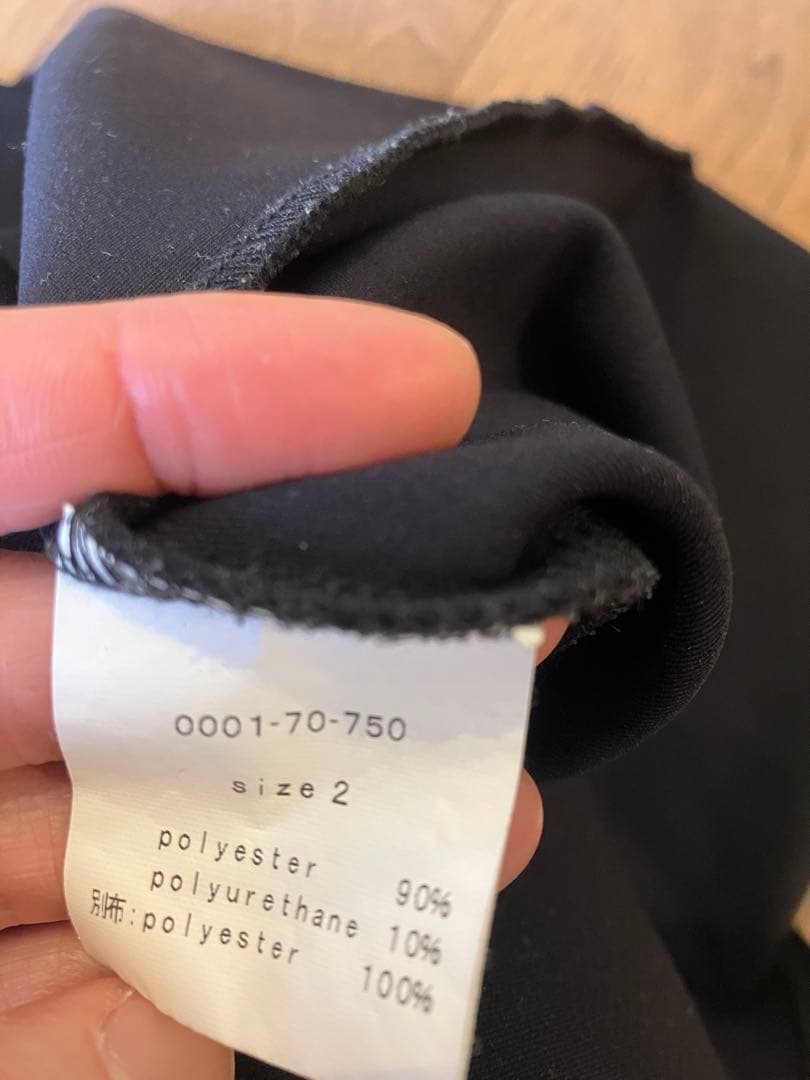 0001-70-750
size 2
polyester 90%
polyurethane 10%
別布:polyester 100%